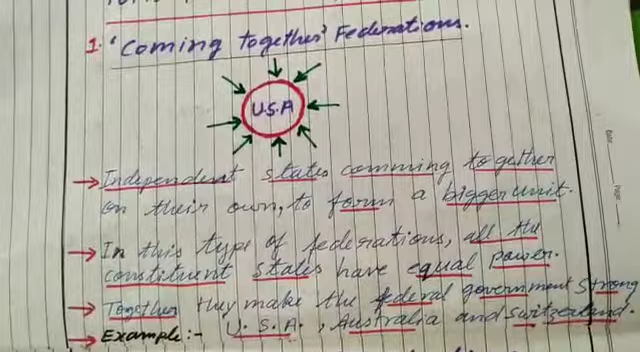 1. 'Coming together' Federations.
U.S.A
→ Independent states comming together
on their own, to form a bigger unit.
→ In this type of federations, all the
constituent states have equal power.
→ Together they make the federal government strong
→ Example:- U.S.A., Australia and Switzerland.
Date
Page